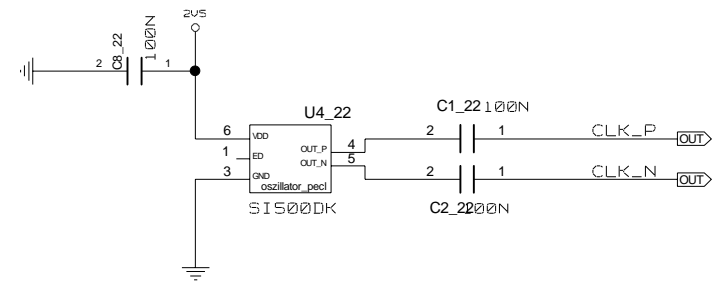 2V5
C8_22
100N
2
1
U4_22
C1_22 100N
6
VDD
1
ED
3
GND
OUT_P
4
OUT_N
5
oszillator_pecl
SI500DK
2
1
CLK_P
OUT
2
1
CLK_N
OUT
C2_22 100N